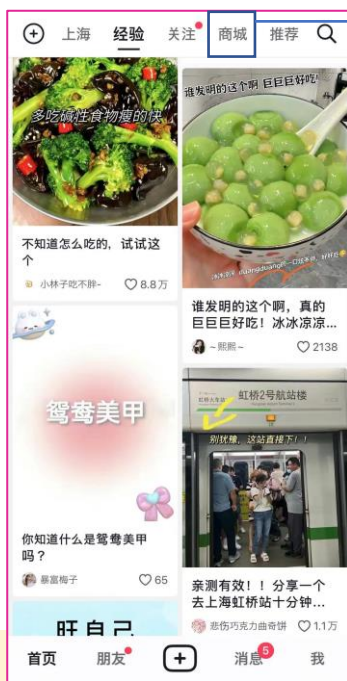 上海 经验 关注 商城 推荐
多吃碱性食物瘦的快
不知道怎么吃的，试试这
个
小林子吃不胖- 8.8万
谁发明的这个啊 巨巨巨好吃!
谁发明的这个啊，真的
巨巨巨好吃！冰冰凉凉...
~熙熙~ 2138
鸳鸯美甲
你知道什么是鸳鸯美甲
吗？
暴富梅子 65
虹桥2号航站楼
别犹豫，这站直接下！！
亲测有效！！分享一个
去上海虹桥站十分钟...
悲伤巧克力曲奇饼 1.1万
旺自己
首页 朋友 消息 5 我